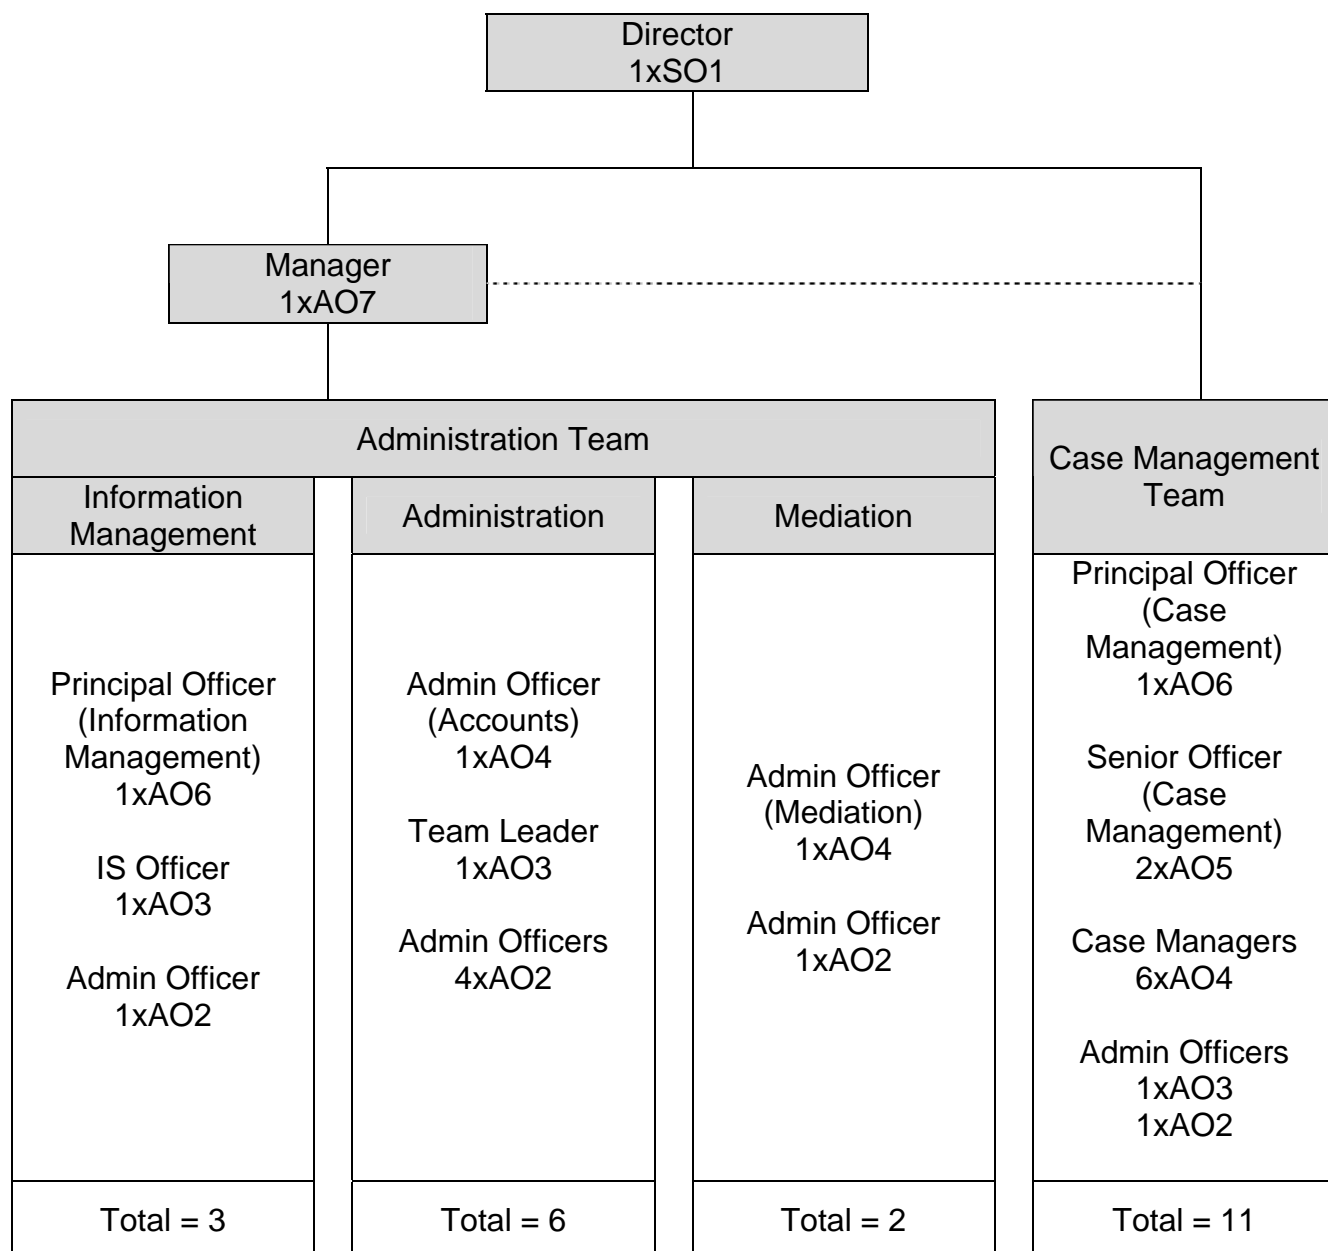 Director
1xSO1
Manager
1xAO7
Administration Team
Information
Management
Principal Officer
(Information
Management)
1xAO6
IS Officer
1xAO3
Admin Officer
1xAO2
Total = 3
Administration
Admin Officer
(Accounts)
1xAO4
Team Leader
1xAO3
Admin Officers
4xAO2
Total = 6
Mediation
Admin Officer
(Mediation)
1xAO4
Admin Officer
1xAO2
Total = 2
Case Management
Team
Principal Officer
(Case
Management)
1xAO6
Senior Officer
(Case
Management)
2xAO5
Case Managers
6xAO4
Admin Officers
1xAO3
1xAO2
Total = 11